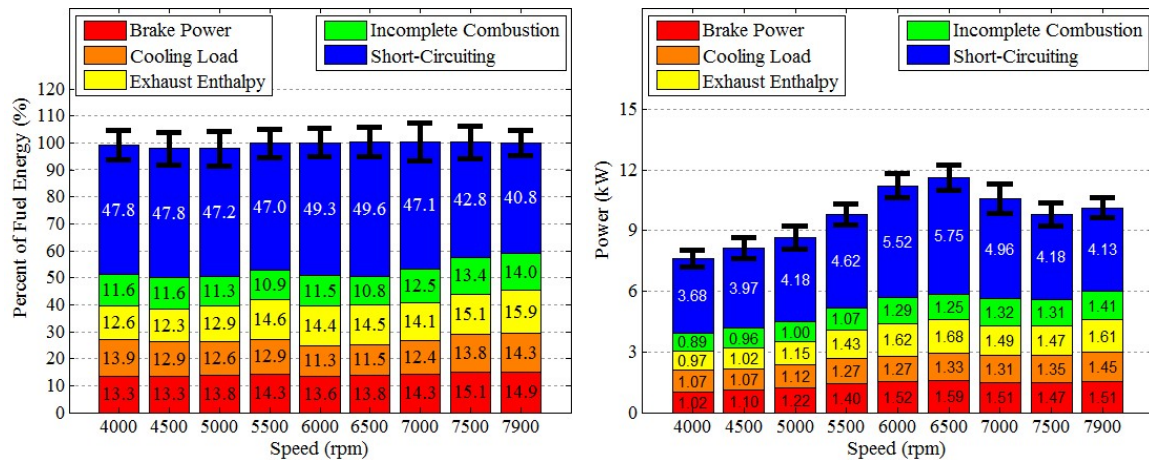 Brake Power
Cooling Load
Exhaust Enthalpy
Incomplete Combustion
Short-Circuiting
Percent of Fuel Energy (%)
120
110
100
90
80
70
60
50
40
30
20
10
0
47.8 47.8 47.2 47.0 49.3 49.6 47.1 42.8 40.8
11.6 11.6 11.3 10.9 11.5 10.8 12.5 13.4 14.0
12.6 12.3 12.9 14.6 14.4 14.5 14.1 15.1 15.9
13.9 12.9 12.6 12.9 11.3 11.5 12.4 13.8 14.3
13.3 13.3 13.8 14.3 13.6 13.8 14.3 15.1 14.9
4000 4500 5000 5500 6000 6500 7000 7500 7900
Speed (rpm)
Brake Power
Cooling Load
Exhaust Enthalpy
Incomplete Combustion
Short-Circuiting
Power (kW)
15
12
9
6
3
0
3.68 3.97 4.18 4.62 5.52 5.75 4.96 4.18 4.13
0.89 0.96 1.00 1.07 1.29 1.25 1.32 1.31 1.41
0.97 1.02 1.15 1.43 1.62 1.68 1.49 1.47 1.61
1.07 1.07 1.12 1.27 1.27 1.33 1.31 1.35 1.45
1.02 1.10 1.22 1.40 1.52 1.59 1.51 1.47 1.51
4000 4500 5000 5500 6000 6500 7000 7500 7900
Speed (rpm)